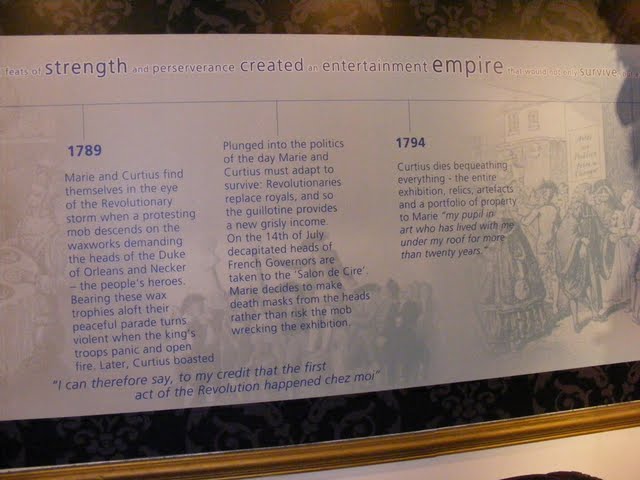 feats of strength and perserverance created an entertainment empire that would not only survive
1789
Marie and Curtius find
themselves in the eye
of the Revolutionary
storm when a protesting
mob descends on the
waxworks demanding
the heads of the Duke
of Orleans and Necker
– the people's heroes.
Bearing these wax
trophies aloft their
peaceful parade turns
violent when the king's
troops panic and open
fire. Later, Curtius boasted
"I can therefore say, to my credit that the first
act of the Revolution happened chez moi"
Plunged into the politics
of the day Marie and
Curtius must adapt to
survive: Revolutionaries
replace royals, and so
the guillotine provides
a new grisly income.
On the 14th of July
decapitated heads of
French Governors are
taken to the 'Salon de Cire'.
Marie decides to make
death masks from the heads
rather than risk the mob
wrecking the exhibition.
1794
Curtius dies bequeathing
everything - the entire
exhibition, relics, artefacts
and a portfolio of property
to Marie "my pupil in
art who has lived with me
under my roof for more
than twenty years."